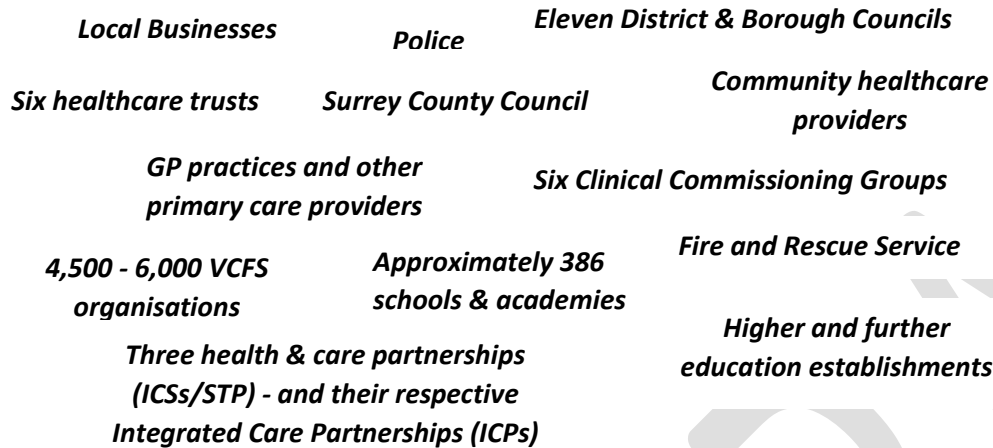 Local Businesses
Police
Eleven District & Borough Councils
Six healthcare trusts
Surrey County Council
Community healthcare
providers
GP practices and other
primary care providers
Six Clinical Commissioning Groups
4,500 - 6,000 VCFS
organisations
Approximately 386
schools & academies
Fire and Rescue Service
Three health & care partnerships
(ICSs/STP) - and their respective
Integrated Care Partnerships (ICPs)
Higher and further
education establishments